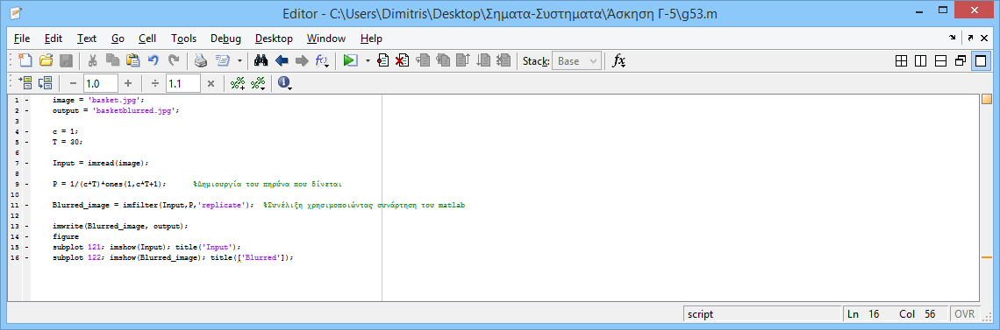 Editor - C:\Users\Dimitris\Desktop\Σηματα-Συστηματα\Άσκηση Γ-5\g53.m
File Edit Text Go Cell Tools Debug Desktop Window Help
Stack: Base fx
1.0 1.1
1 - image = 'basket.jpg';
2 - output = 'basketblurred.jpg';
3
4 - c = 1;
5 - T = 30;
6
7 - Input = imread(image);
8
9 - P = 1/(c*T)*ones(1,c*T+1); %Δημιουργία του πηρύνα που δίνεται
10
11 - Blurred_image = imfilter(Input,P,'replicate'); %Συνέλιξη χρησιμοποιώντας συνάρτηση του matlab
12
13 - imwrite(Blurred_image, output);
14 - figure
15 - subplot 121; imshow(Input); title('Input');
16 - subplot 122; imshow(Blurred_image); title(['Blurred']);
script Ln 16 Col 56 OVR